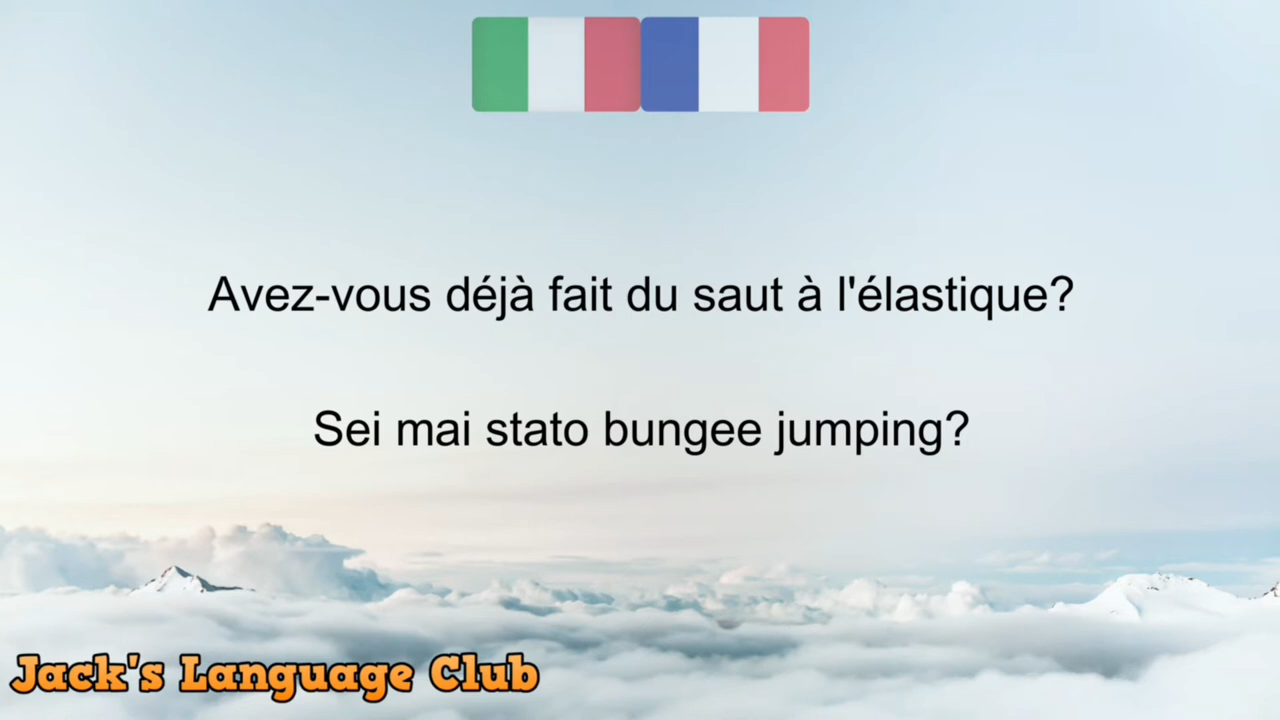 Avez-vous déjà fait du saut à l'élastique?
Sei mai stato bungee jumping?
Jack's Language Club